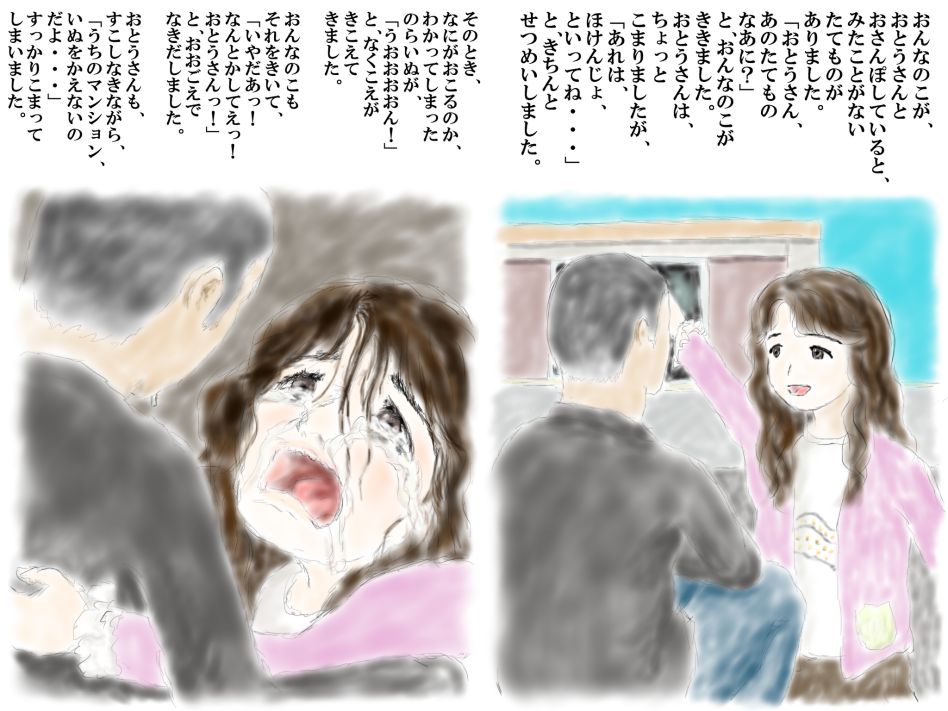 おんなのこが、
おとうさんと
おさんぽしていると、
みたことがない
たてものが
ありました。
「おとうさん、
あのたてもの
なあに？」
と、おんなのこが
ききました。
おとうさんは、
ちょっと
こまりましたが、
「あれは、
ほけんじょ、
といってね・・・」
と、きちんと
せつめいしました。
そのとき、
なにがおこるのか、
わかってしまった
のらいぬが、
「うおおおおん！」
と、なくこえが
きこえて
きました。
おんなのこも
それをきいて、
「いやだあっ！
なんとかしてえっ！
おとうさんっ！」
と、おおごえで
なきだしました。
おとうさんも、
すこしなきながら、
「うちのマンション、
いぬをかえないの
だよ・・・」
すっかりこまって
しまいました。